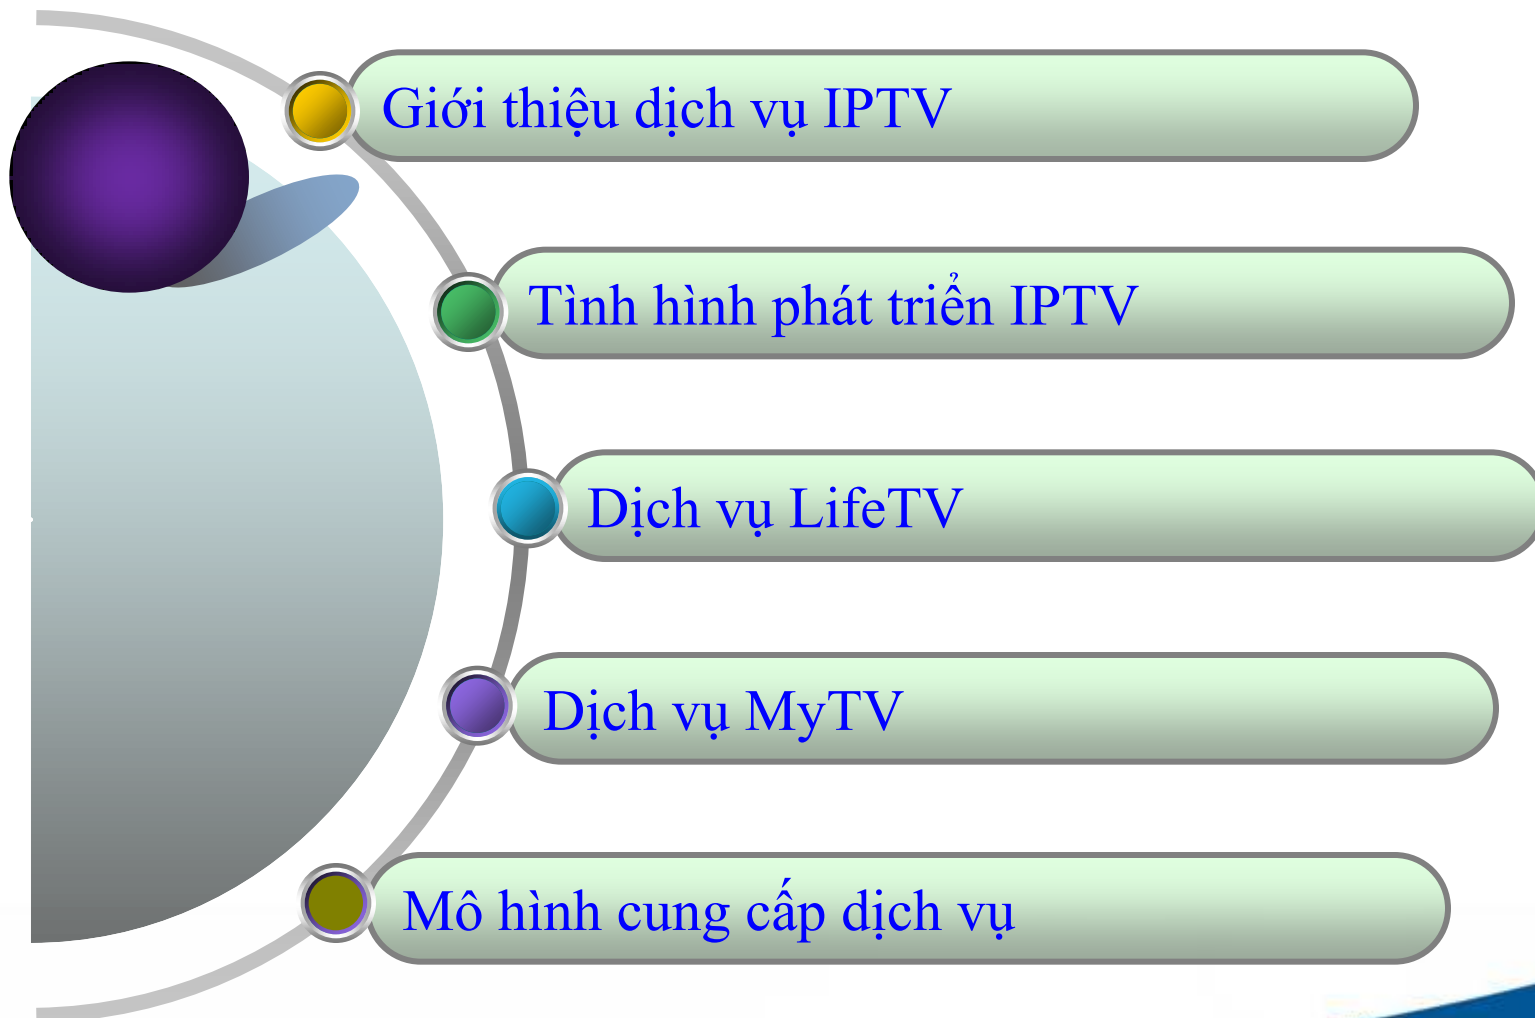 Giới thiệu dịch vụ IPTV
Tình hình phát triển IPTV
Dịch vụ LifeTV
Dịch vụ MyTV
Mô hình cung cấp dịch vụ